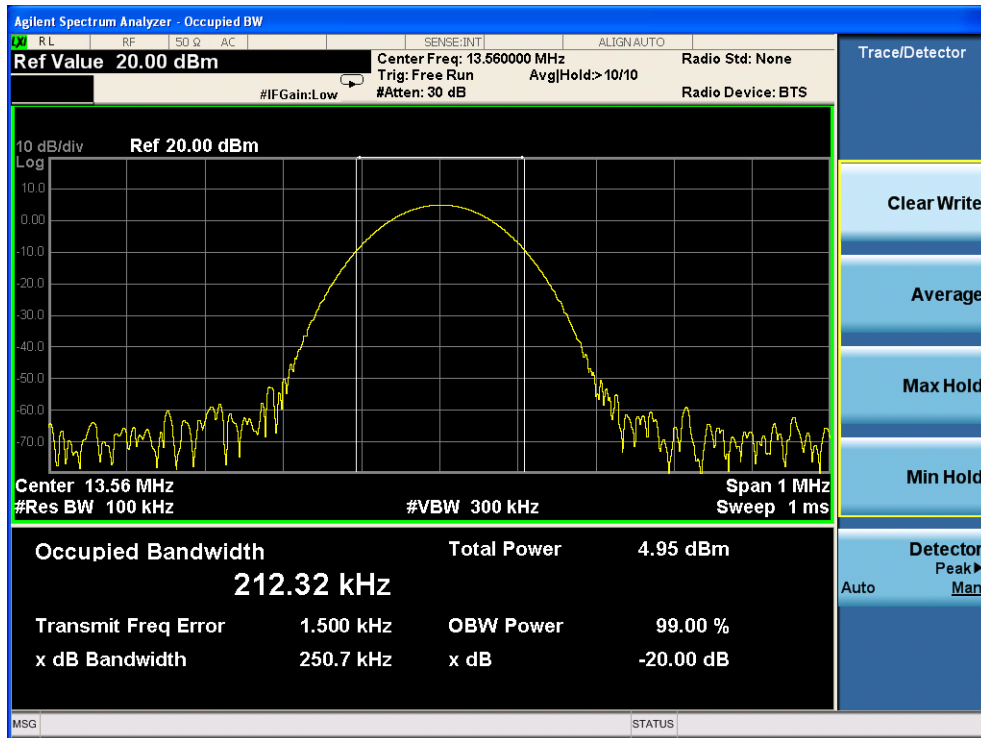 Agilent Spectrum Analyzer - Occupied BW
LXI RL RF 50 Ω AC SENSE:INT ALIGN AUTO
Ref Value 20.00 dBm
Center Freq: 13.560000 MHz
Radio Std: None
Trig: Free Run Avg|Hold:>10/10
#IFGain:Low
#Atten: 30 dB
Radio Device: BTS
Trace/Detector
10 dB/div Ref 20.00 dBm
Log
10.0
0.00
-10.0
-20.0
-30.0
-40.0
-50.0
-60.0
-70.0
Center 13.56 MHz Span 1 MHz
#Res BW 100 kHz #VBW 300 kHz Sweep 1 ms
Occupied Bandwidth Total Power 4.95 dBm
212.32 kHz
Transmit Freq Error 1.500 kHz OBW Power 99.00 %
x dB Bandwidth 250.7 kHz x dB -20.00 dB
Clear Write
Average
Max Hold
Min Hold
Detector
Peak▶
Auto Man
MSG STATUS